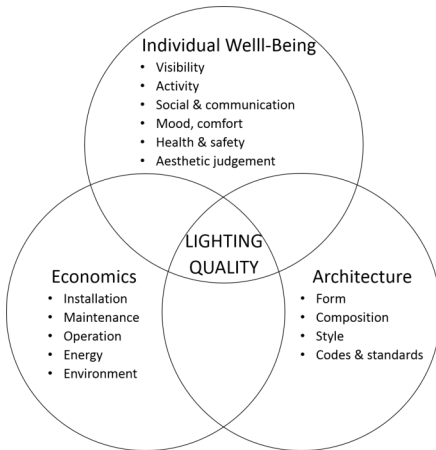 Individual Welll-Being
• Visibility
• Activity
• Social & communication
• Mood, comfort
• Health & safety
• Aesthetic judgement
LIGHTING
QUALITY
Economics
• Installation
• Maintenance
• Operation
• Energy
• Environment
Architecture
• Form
• Composition
• Style
• Codes & standards